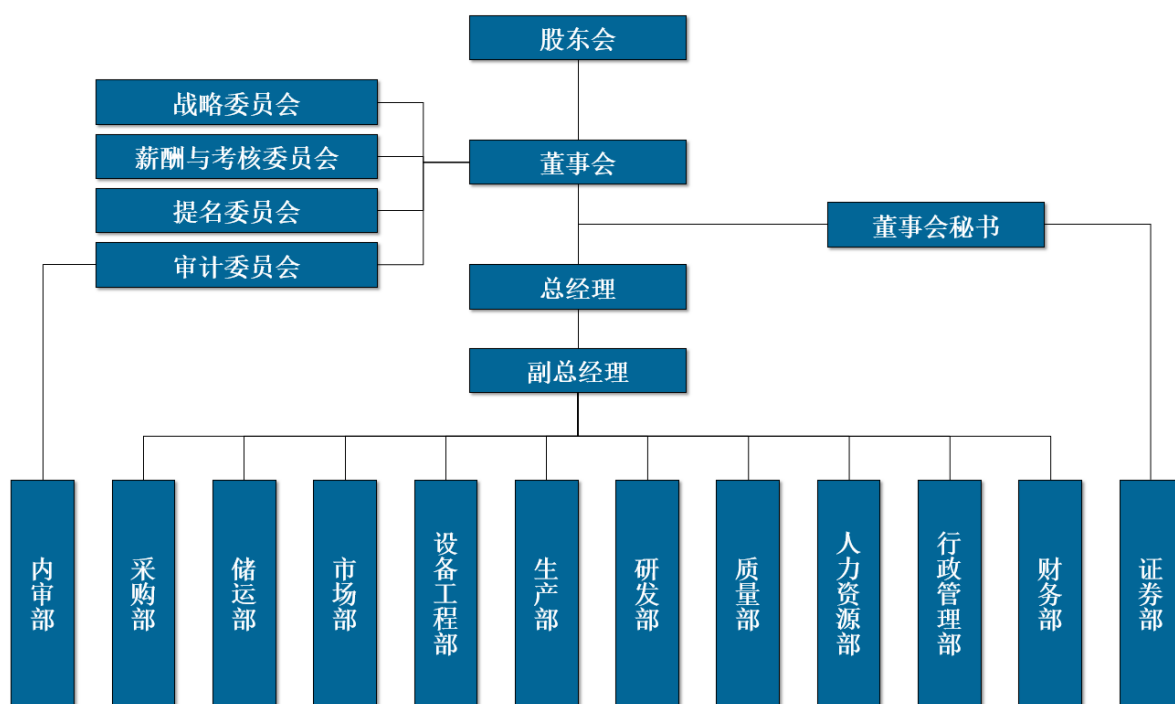 股东会
战略委员会
薪酬与考核委员会
董事会
提名委员会
董事会秘书
审计委员会
总经理
副总经理
内审部
采购部
储运部
市场部
设备工程部
生产部
研发部
质量部
人力资源部
行政管理部
财务部
证券部